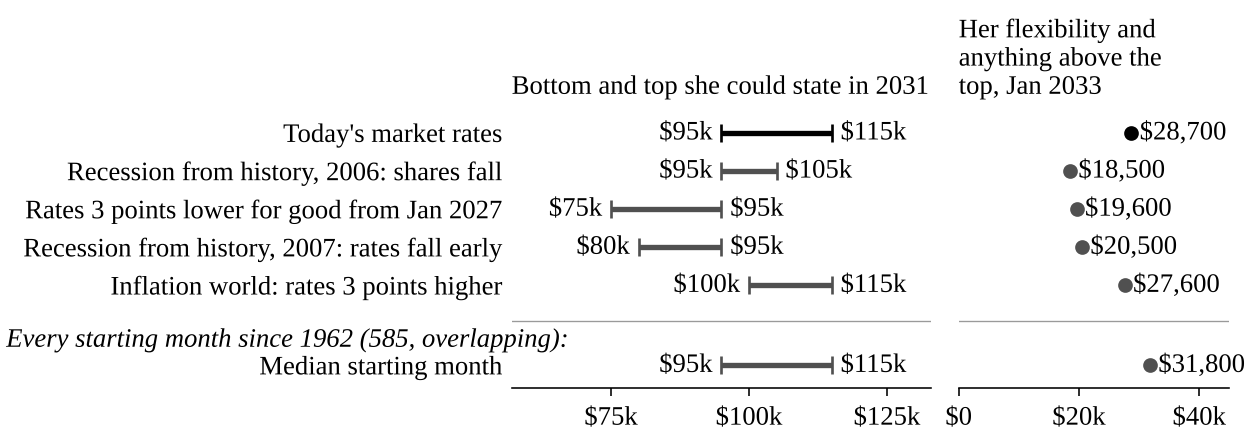 Her flexibility and
anything above the
Bottom and top she could state in 2031 top, Jan 2033
Today's market rates $95k $115k $28,700
Recession from history, 2006: shares fall $95k $105k $18,500
Rates 3 points lower for good from Jan 2027 $75k $95k $19,600
Recession from history, 2007: rates fall early $80k $95k $20,500
Inflation world: rates 3 points higher $100k $115k $27,600
Every starting month since 1962 (585, overlapping):
Median starting month $95k $115k $31,800
$75k $100k $125k $0 $20k $40k